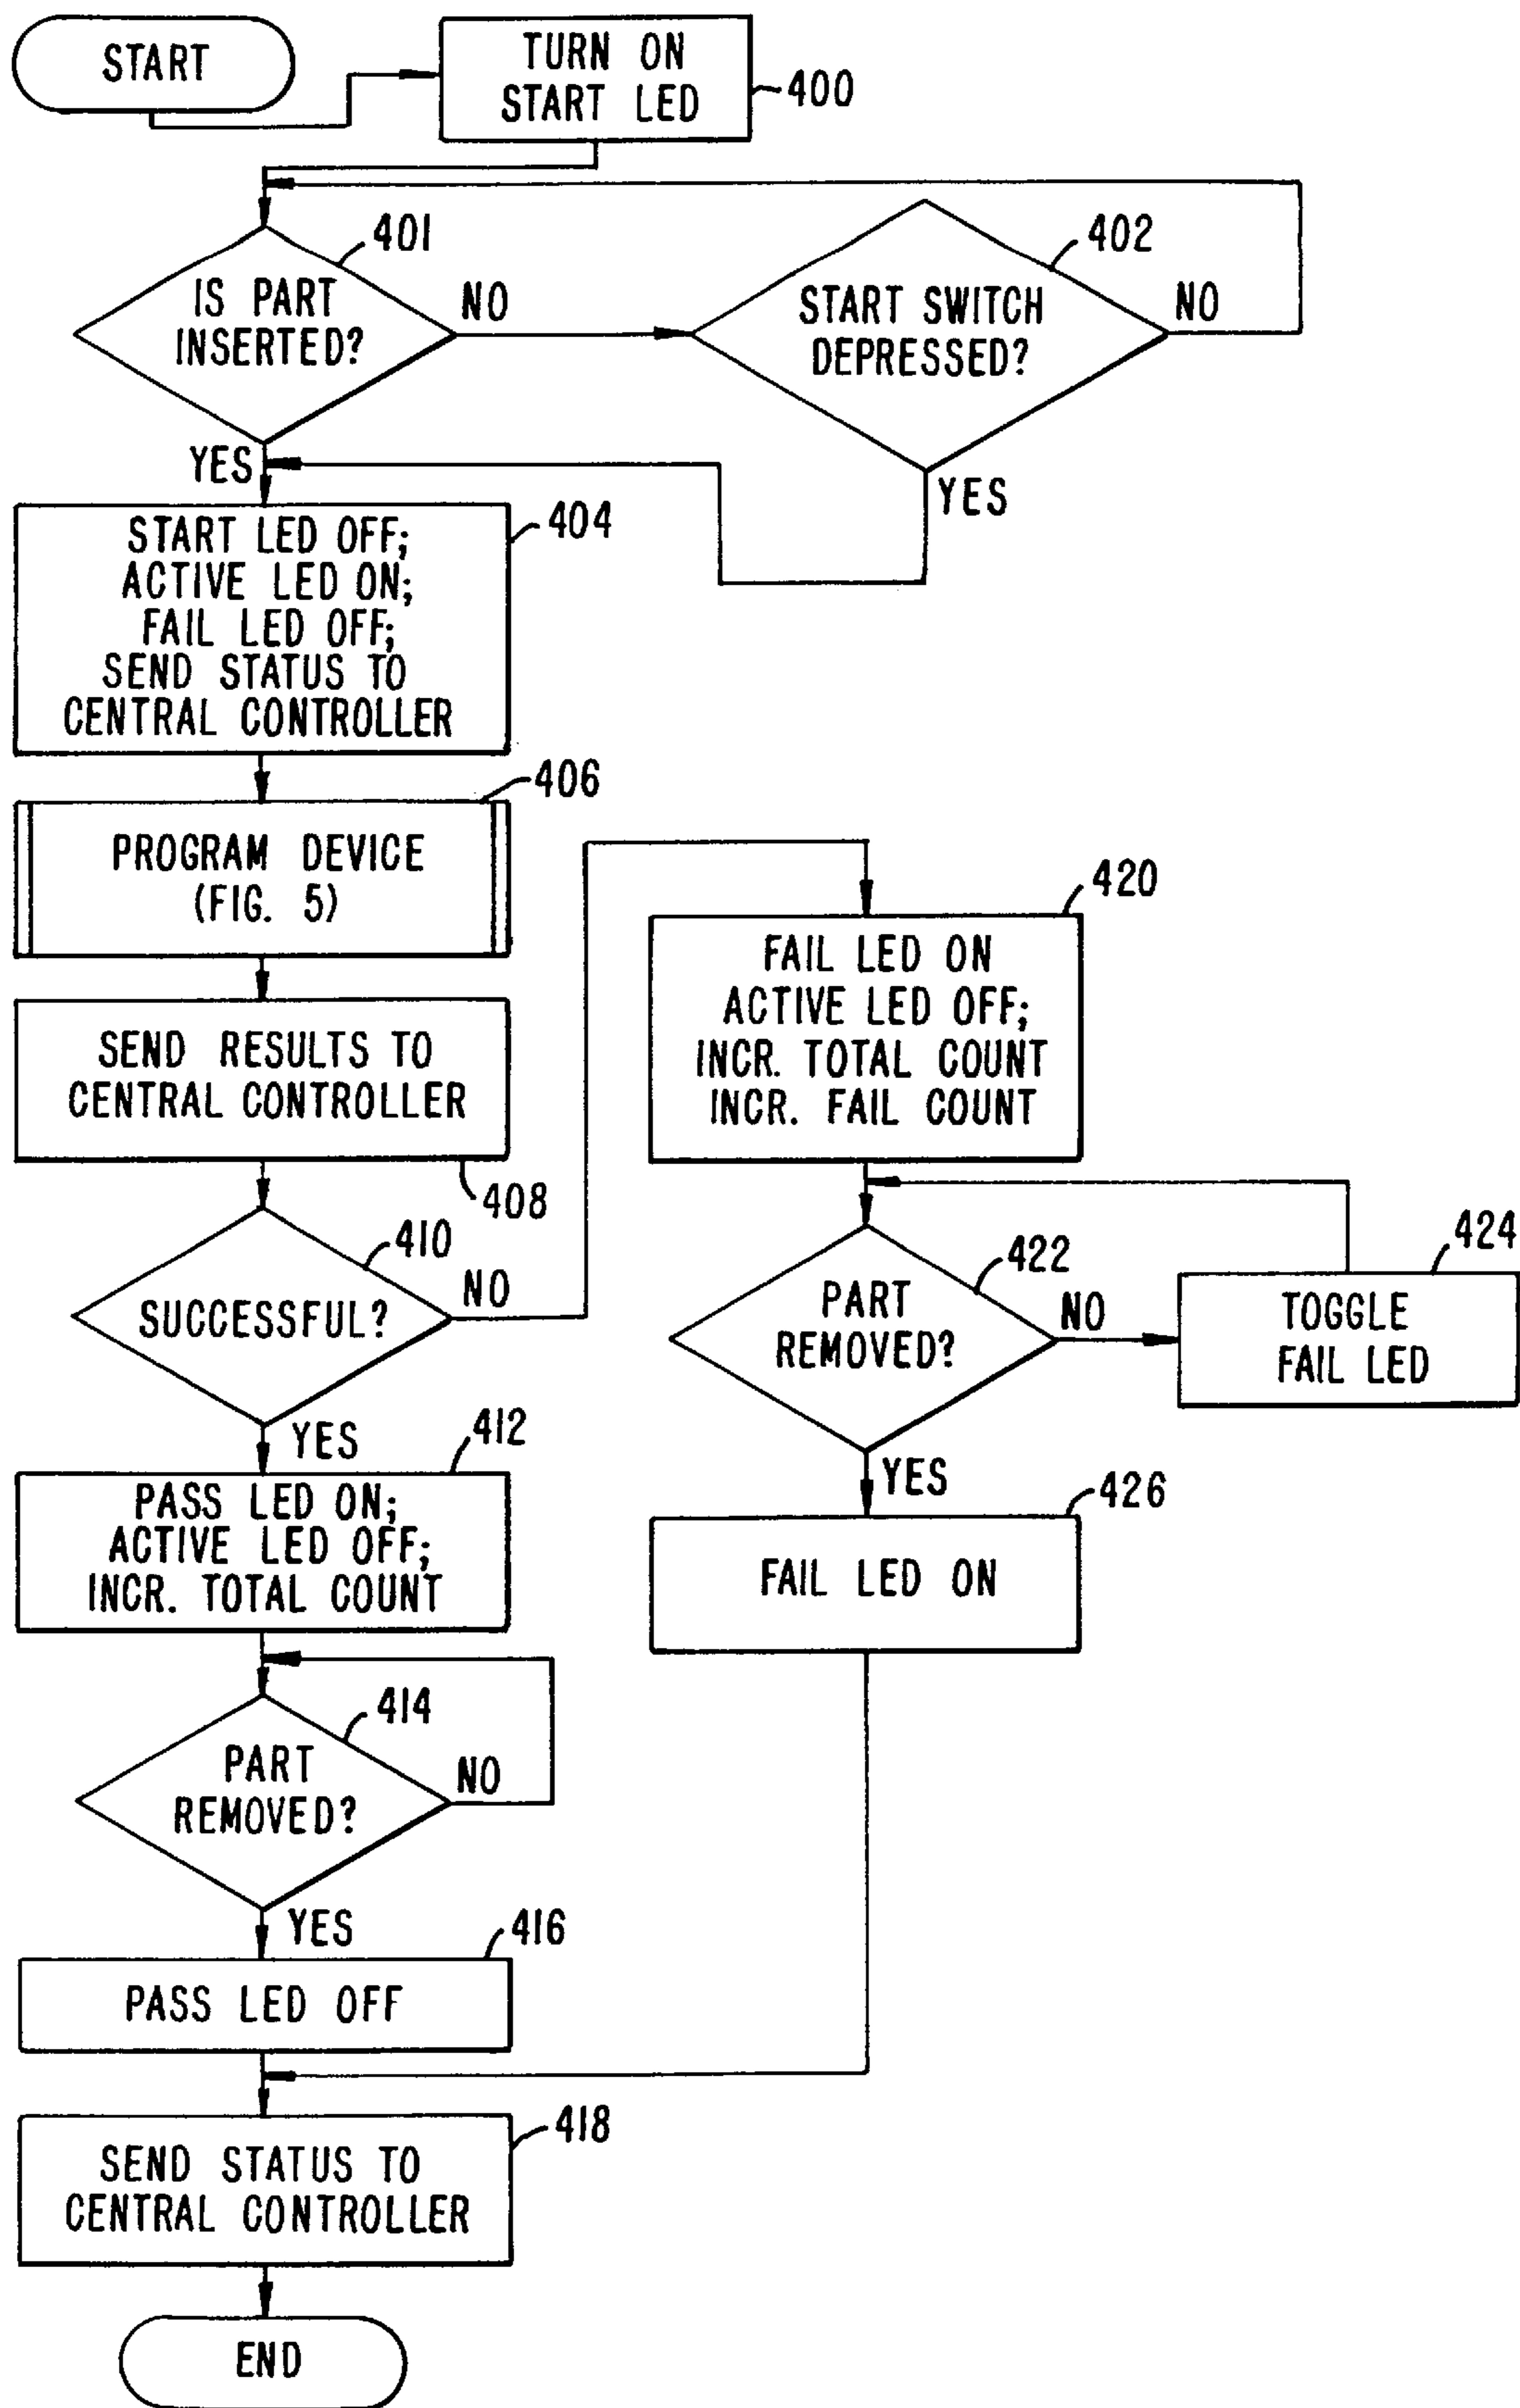 START
TURN ON
START LED
400
401
IS PART
INSERTED?
NO
402
START SWITCH
DEPRESSED?
NO
YES
YES
START LED OFF;
ACTIVE LED ON;
FAIL LED OFF;
SEND STATUS TO
CENTRAL CONTROLLER
404
406
PROGRAM DEVICE
(FIG. 5)
SEND RESULTS TO
CENTRAL CONTROLLER
408
410
SUCCESSFUL?
NO
YES
420
FAIL LED ON
ACTIVE LED OFF;
INCR. TOTAL COUNT
INCR. FAIL COUNT
422
PART
REMOVED?
NO
424
TOGGLE
FAIL LED
YES
426
FAIL LED ON
412
PASS LED ON;
ACTIVE LED OFF;
INCR. TOTAL COUNT
414
PART
REMOVED?
NO
YES
416
PASS LED OFF
418
SEND STATUS TO
CENTRAL CONTROLLER
END